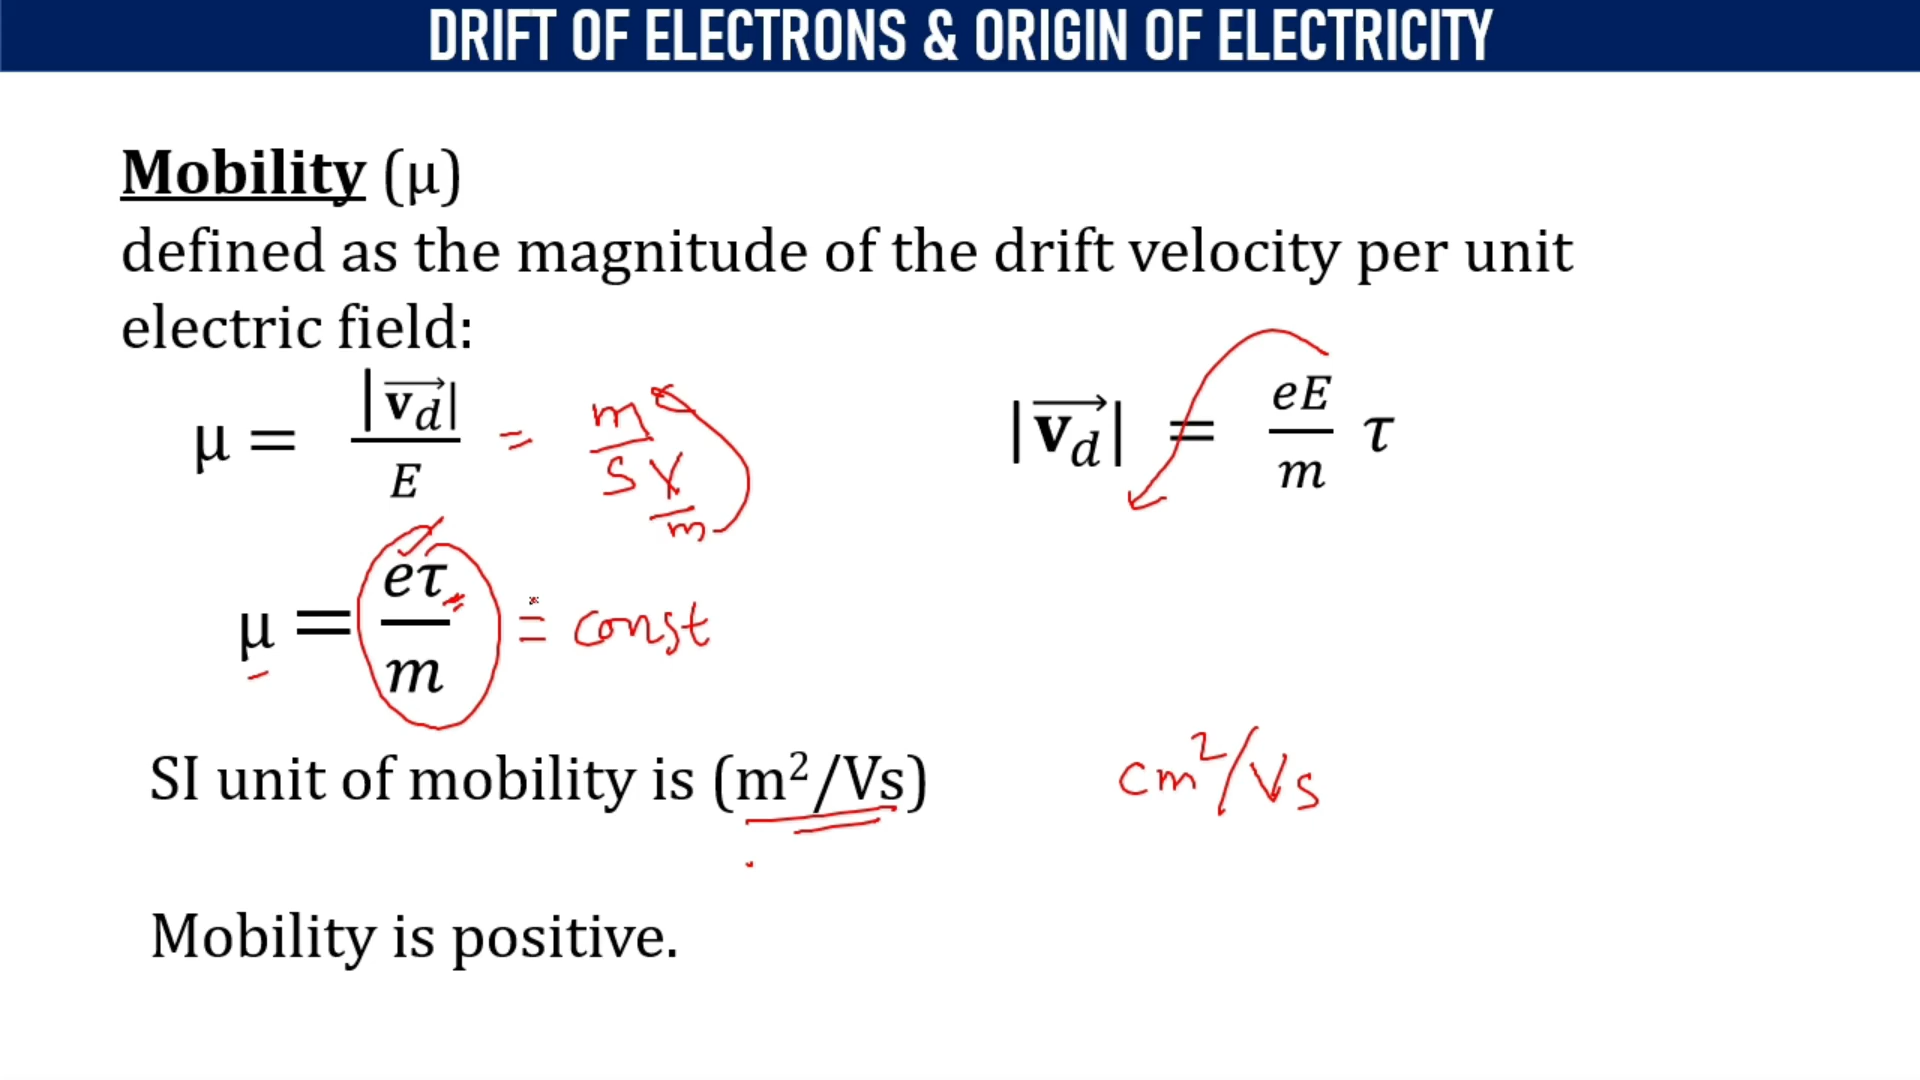 DRIFT OF ELECTRONS & ORIGIN OF ELECTRICITY
Mobility (μ)
defined as the magnitude of the drift velocity per unit
electric field:
μ = |v⃗d| / E = m / s V/m
|v⃗d| = eE/m τ
μ = eτ/m = const
SI unit of mobility is (m²/Vs)
cm²/Vs
Mobility is positive.